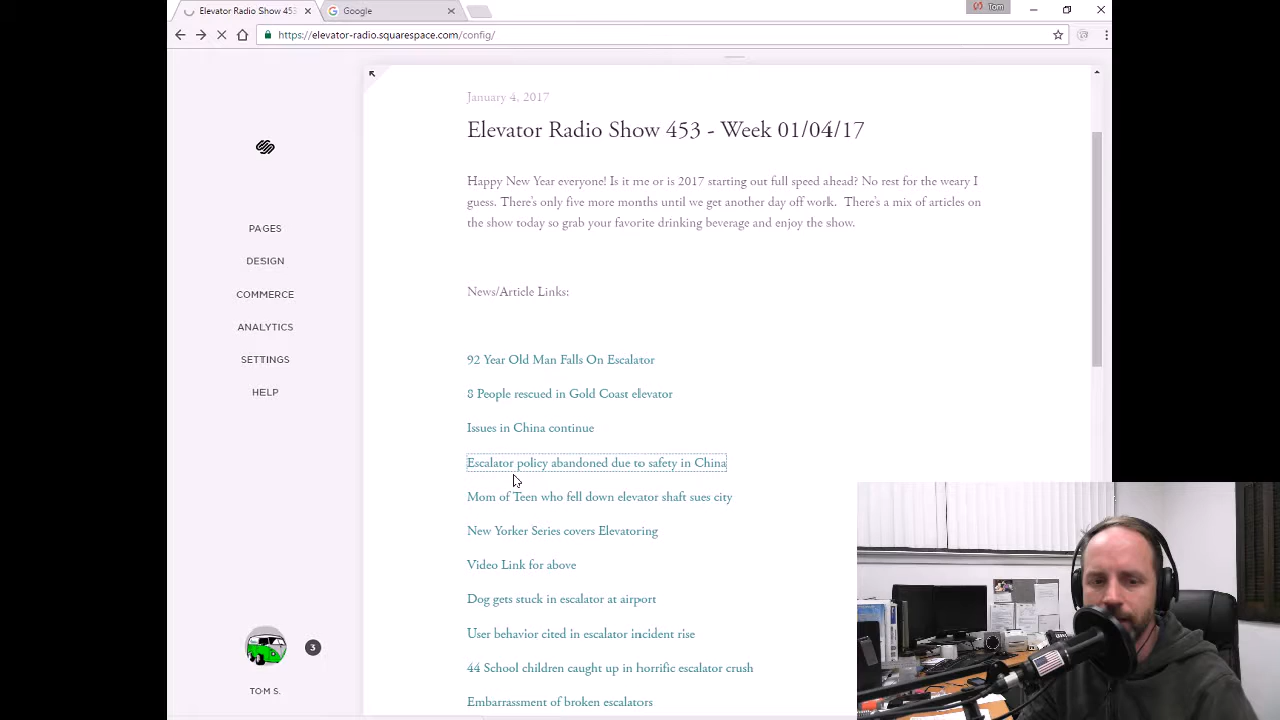 Elevator Radio Show 453
Google
Tom
https://elevator-radio.squarespace.com/config/
January 4, 2017
Elevator Radio Show 453 - Week 01/04/17
Happy New Year everyone! Is it me or is 2017 starting out full speed ahead? No rest for the weary I
guess. There's only five more months until we get another day off work. There's a mix of articles on
the show today so grab your favorite drinking beverage and enjoy the show.
PAGES
DESIGN
COMMERCE
ANALYTICS
SETTINGS
HELP
News/Article Links:
92 Year Old Man Falls On Escalator
8 People rescued in Gold Coast elevator
Issues in China continue
Escalator policy abandoned due to safety in China
Mom of Teen who fell down elevator shaft sues city
New Yorker Series covers Elevatoring
Video Link for above
Dog gets stuck in escalator at airport
User behavior cited in escalator incident rise
44 School children caught up in horrific escalator crush
Embarrassment of broken escalators
3
TOM S.